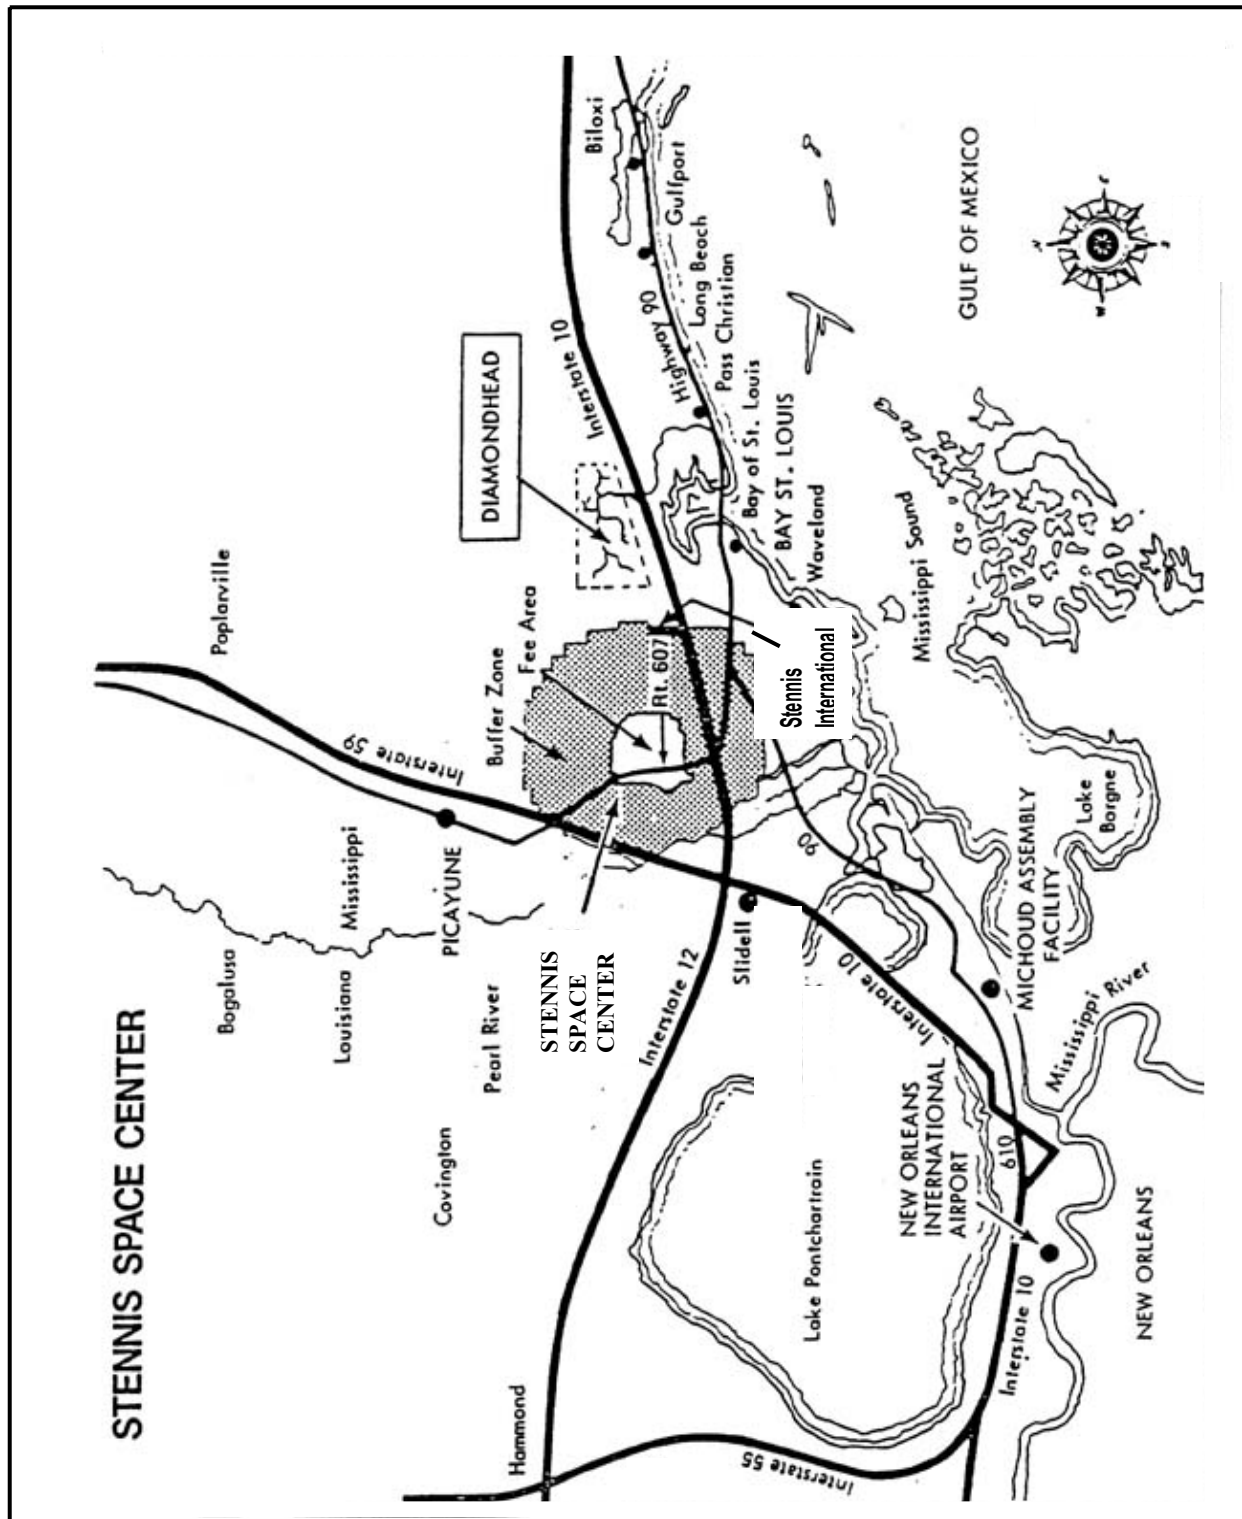 STENNIS SPACE CENTER
Poplarville
Bogalusa
Interstate 59
Mississippi
Louisiana
PICAYUNE
Pearl River
Covington
Hammond
DIAMONDHEAD
Buffer Zone
Fee Area
STENNIS
SPACE
CENTER
Rt. 607
Interstate 10
Biloxi
Gulfport
Highway 90
Long Beach
Pass Christian
Bay of St. Louis
BAY ST. LOUIS
Waveland
Stennis
International
Interstate 12
Slidell
90
Interstate 10
Mississippi Sound
GULF OF MEXICO
N
E
S
W
Lake
Borgne
MICHOUD ASSEMBLY
FACILITY
Mississippi River
Lake Pontchartrain
NEW ORLEANS
INTERNATIONAL
AIRPORT
610
Interstate 10
Interstate 55
NEW ORLEANS